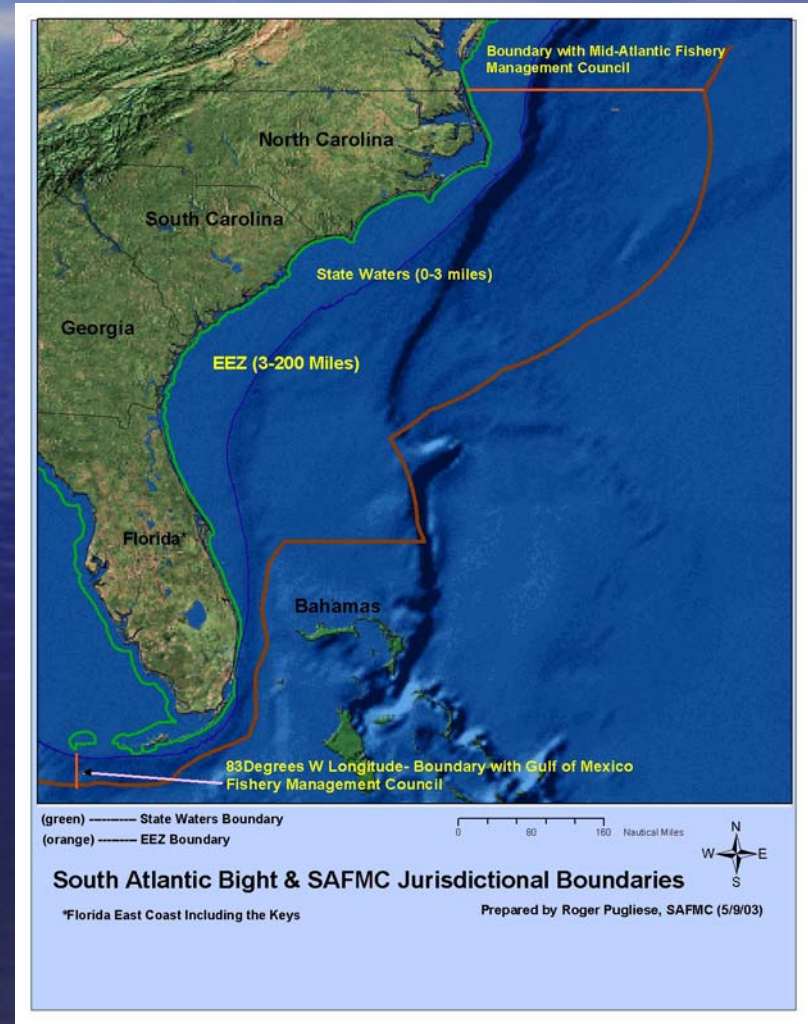 Boundary with Mid-Atlantic Fishery
Management Council
North Carolina
South Carolina
State Waters (0-3 miles)
Georgia
EEZ (3-200 Miles)
Florida*
Bahamas
83Degrees W Longitude- Boundary with Gulf of Mexico
Fishery Management Council
(green) ---------- State Waters Boundary
(orange) --------- EEZ Boundary
0 80 160 Nautical Miles
N
W E
S
South Atlantic Bight & SAFMC Jurisdictional Boundaries
*Florida East Coast Including the Keys
Prepared by Roger Pugliese, SAFMC (5/9/03)